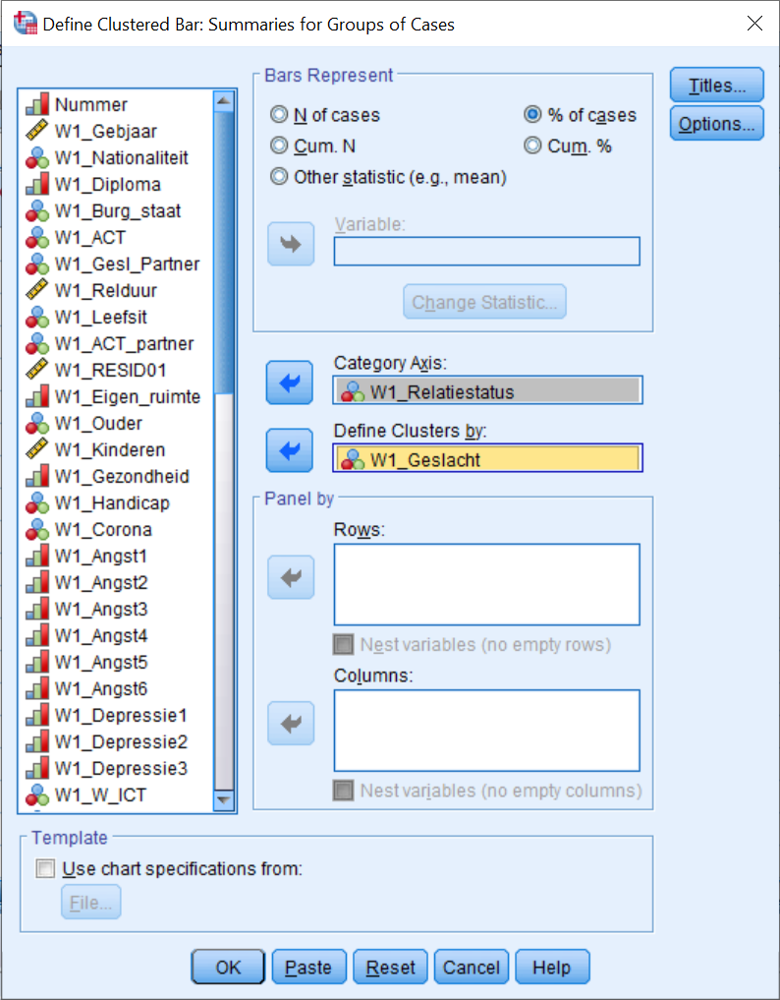 Define Clustered Bar: Summaries for Groups of Cases
Nummer
W1_Gebjaar
W1_Nationaliteit
W1_Diploma
W1_Burg_staat
W1_ACT
W1_Gesl_Partner
W1_Relduur
W1_Leefsit
W1_ACT_partner
W1_RESID01
W1_Eigen_ruimte
W1_Ouder
W1_Kinderen
W1_Gezondheid
W1_Handicap
W1_Corona
W1_Angst1
W1_Angst2
W1_Angst3
W1_Angst4
W1_Angst5
W1_Angst6
W1_Depressie1
W1_Depressie2
W1_Depressie3
W1_W_ICT
Bars Represent
N of cases
% of cases
Cum. N
Cum. %
Other statistic (e.g., mean)
Variable:
Change Statistic...
Category Axis:
W1_Relatiestatus
Define Clusters by:
W1_Geslacht
Panel by
Rows:
Nest variables (no empty rows)
Columns:
Nest variables (no empty columns)
Titles...
Options...
Template
Use chart specifications from:
File...
OK
Paste
Reset
Cancel
Help